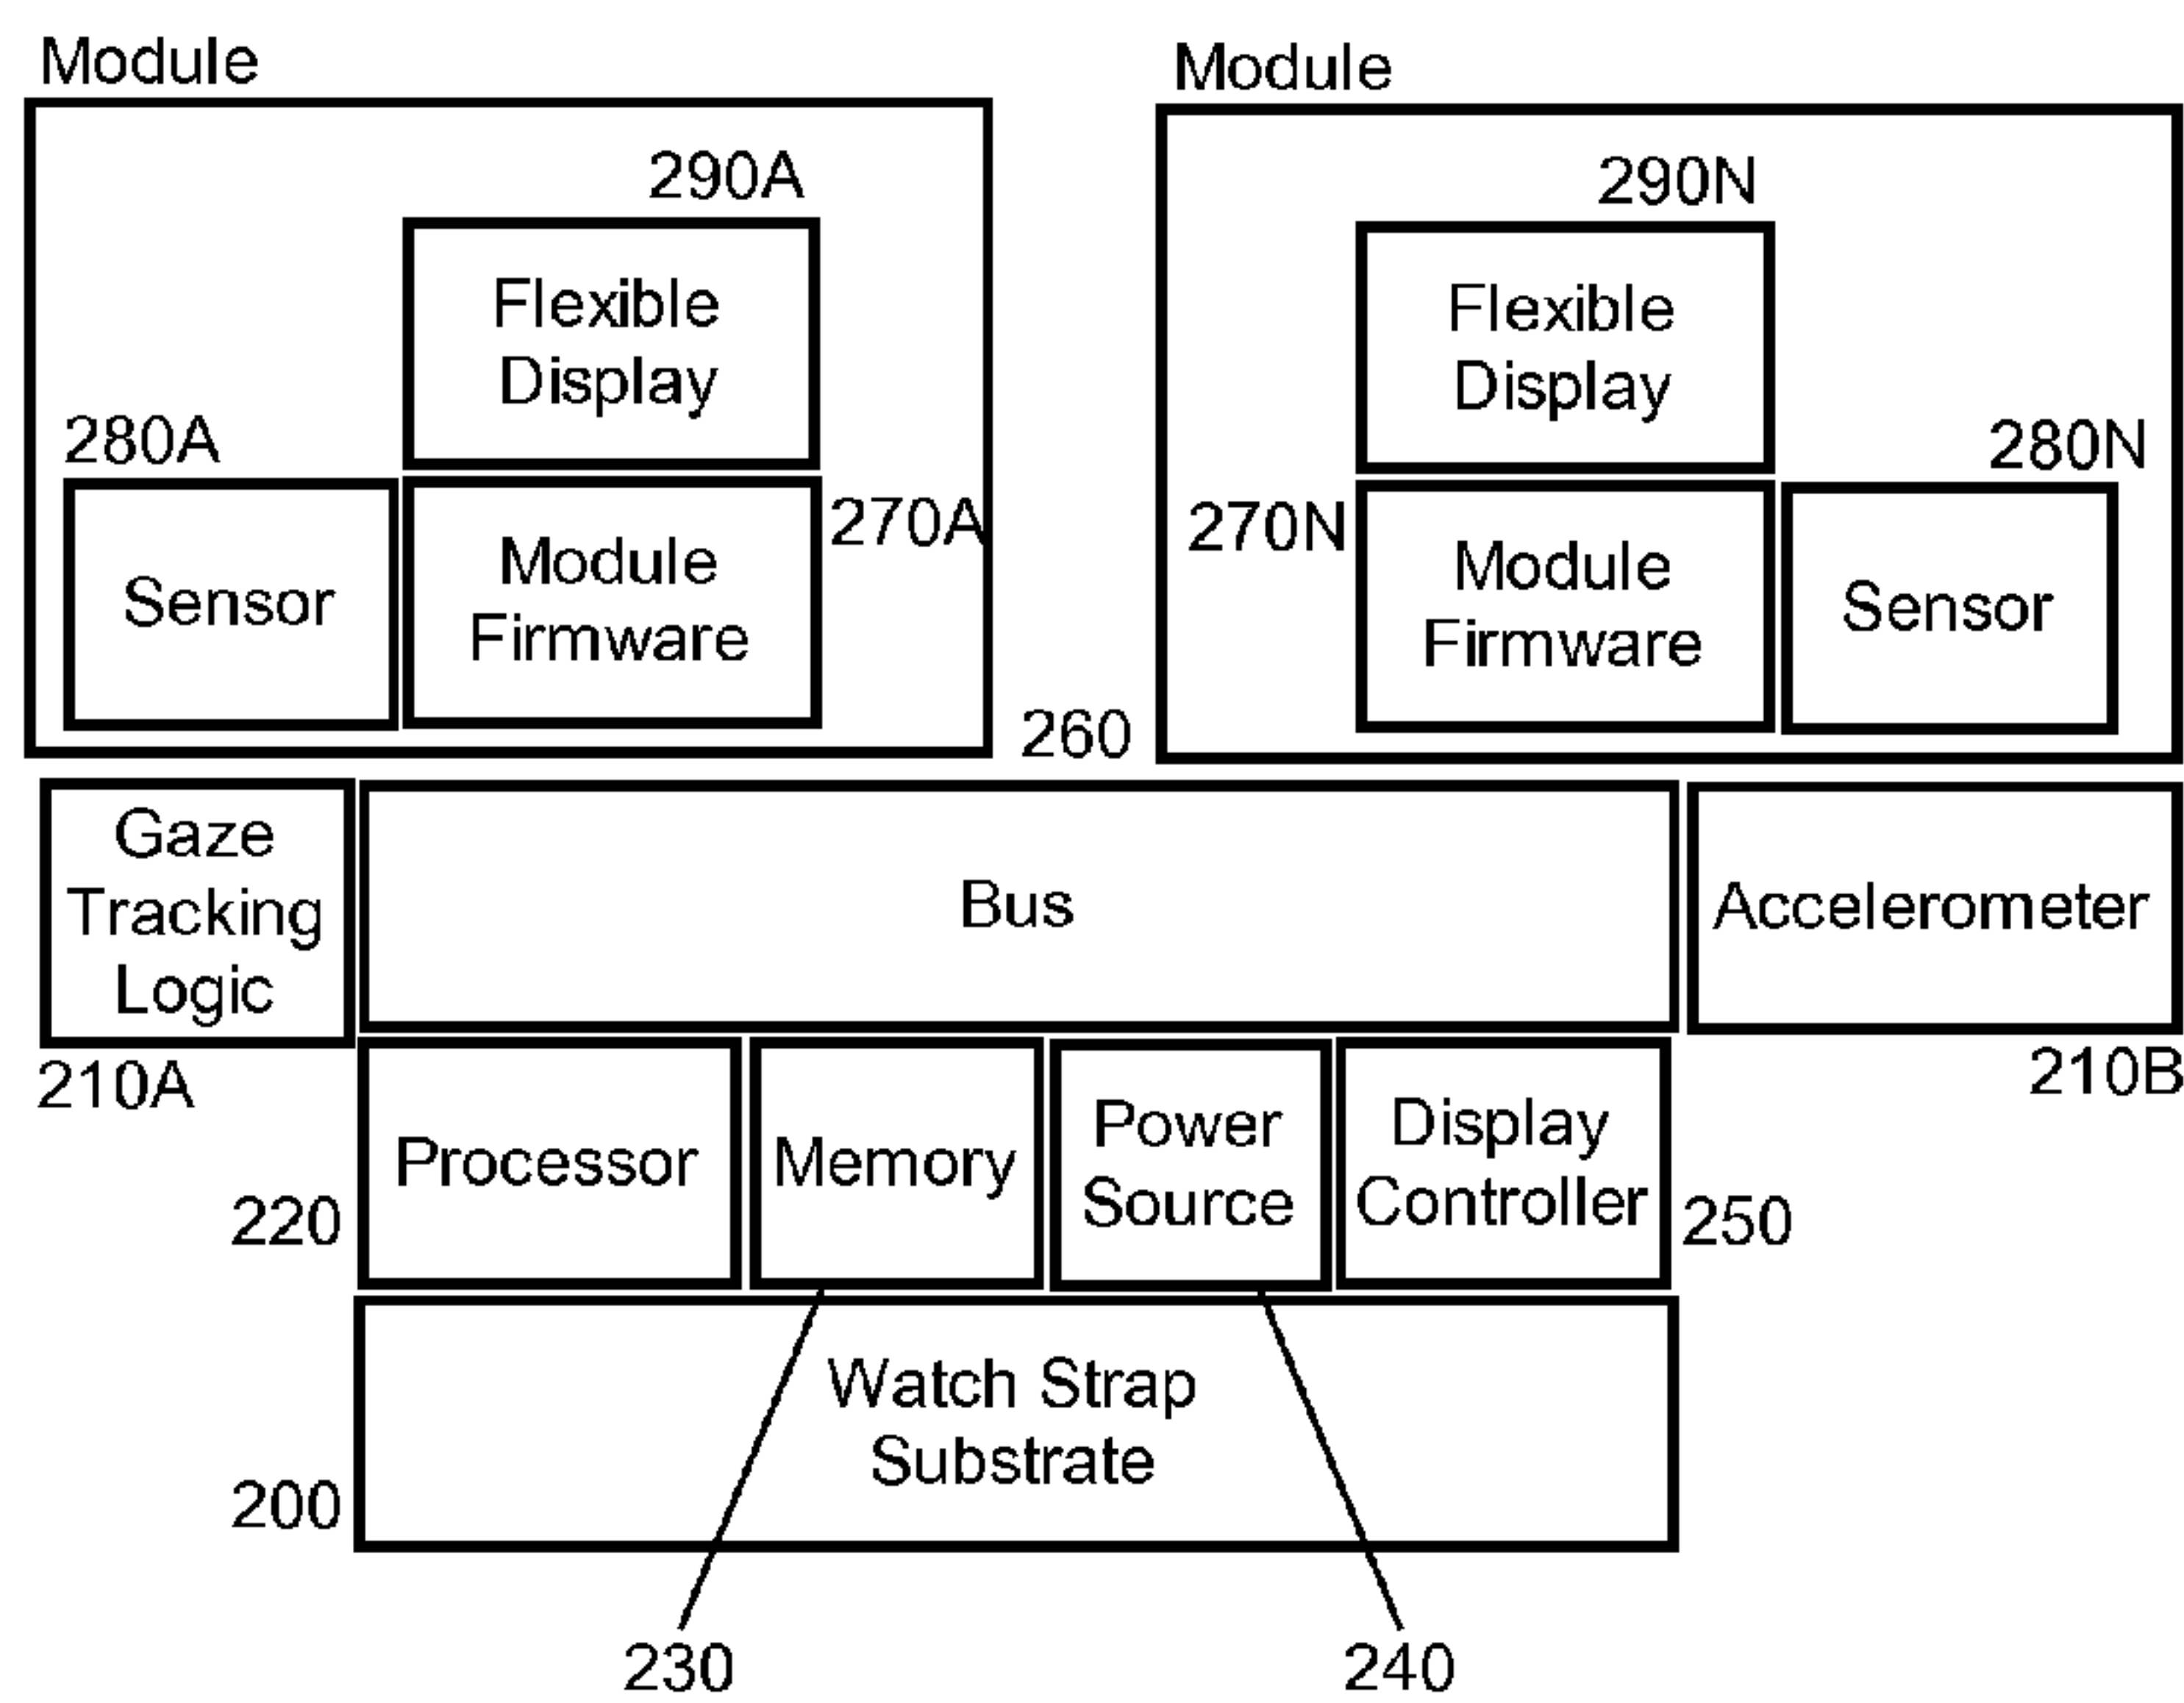 Module
Module
290A
290N
Flexible
Display
Flexible
Display
280A
280N
Sensor
Module
Firmware
270A
270N
Module
Firmware
Sensor
260
Gaze
Tracking
Logic
Bus
Accelerometer
210A
210B
Processor
Memory
Power
Source
Display
Controller
220
250
Watch Strap
Substrate
200
230
240